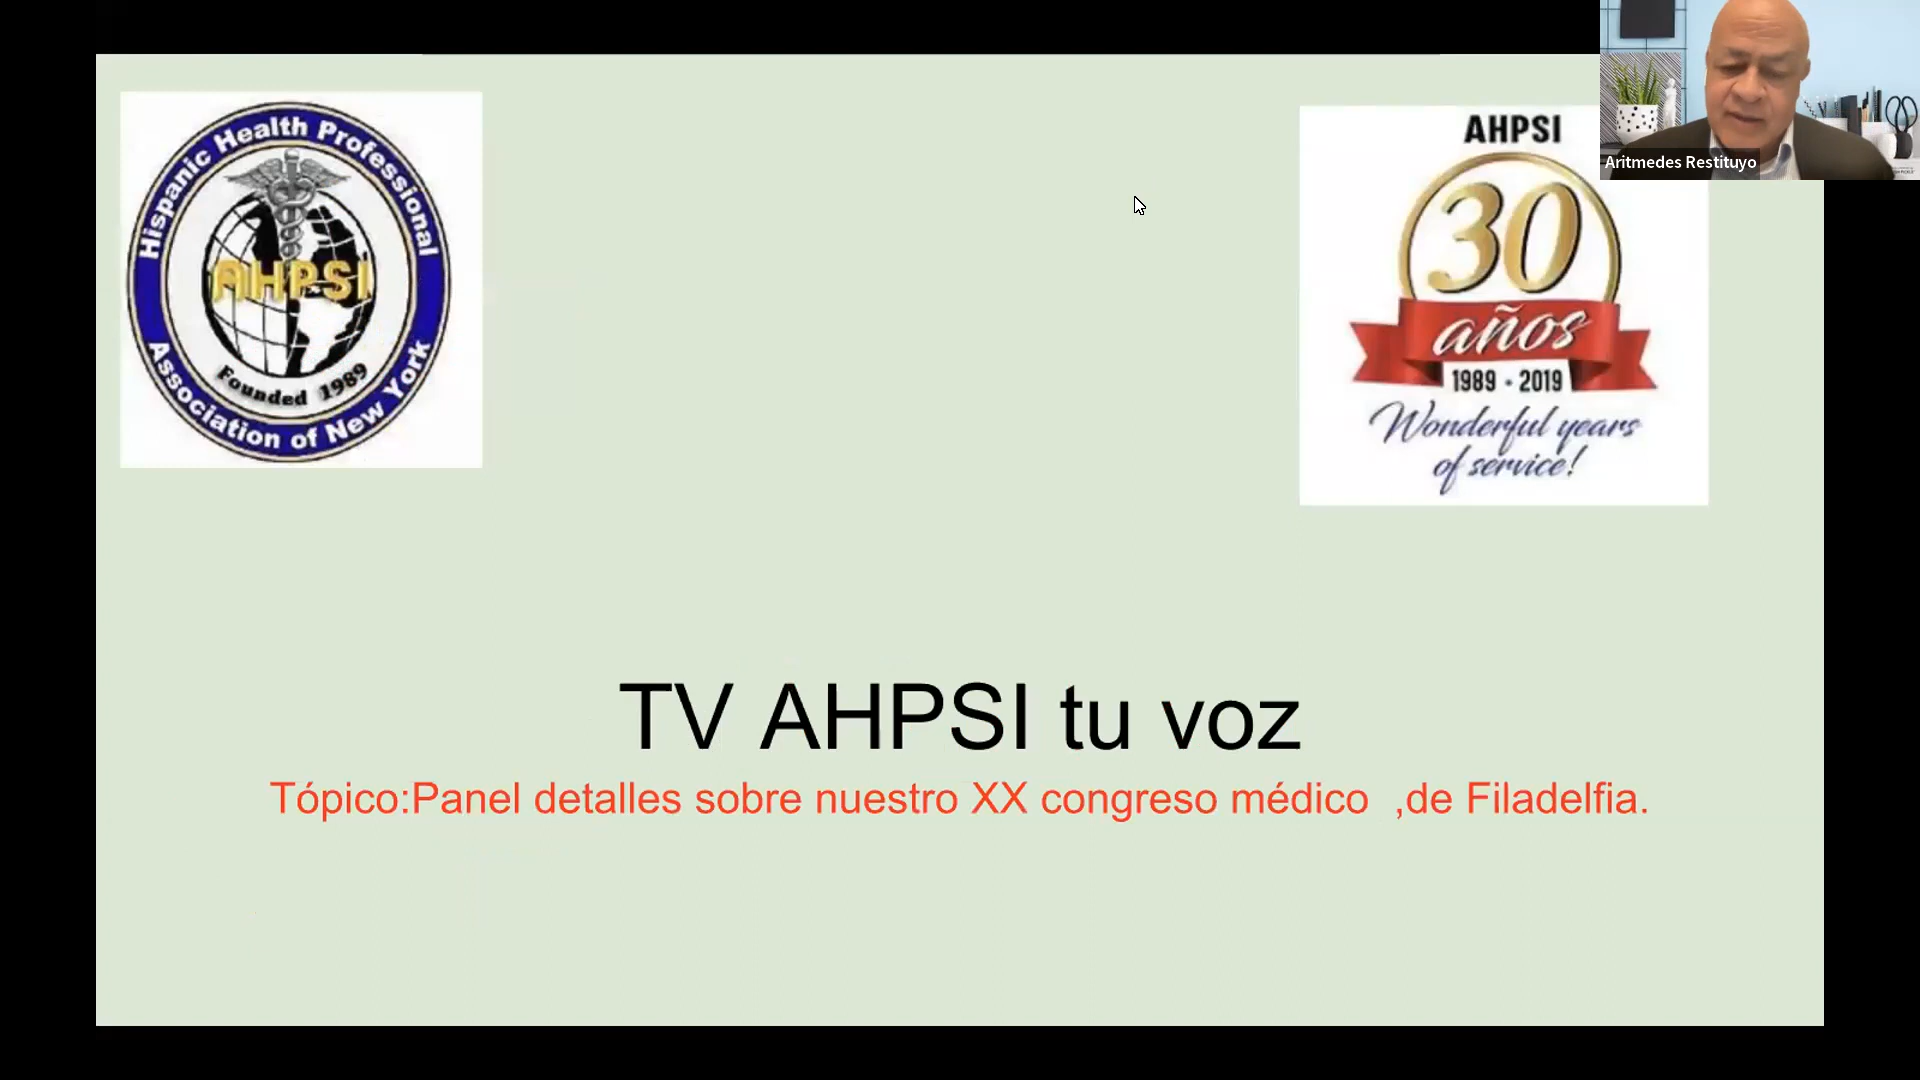 Hispanic Health Professional
AHPSI
Founded 1989
Association of New York
AHPSI
30
años
1989 - 2019
Wonderful years
of service!
Aritmedes Restituyo
TV AHPSI tu voz
Tópico:Panel detalles sobre nuestro XX congreso médico ,de Filadelfia.